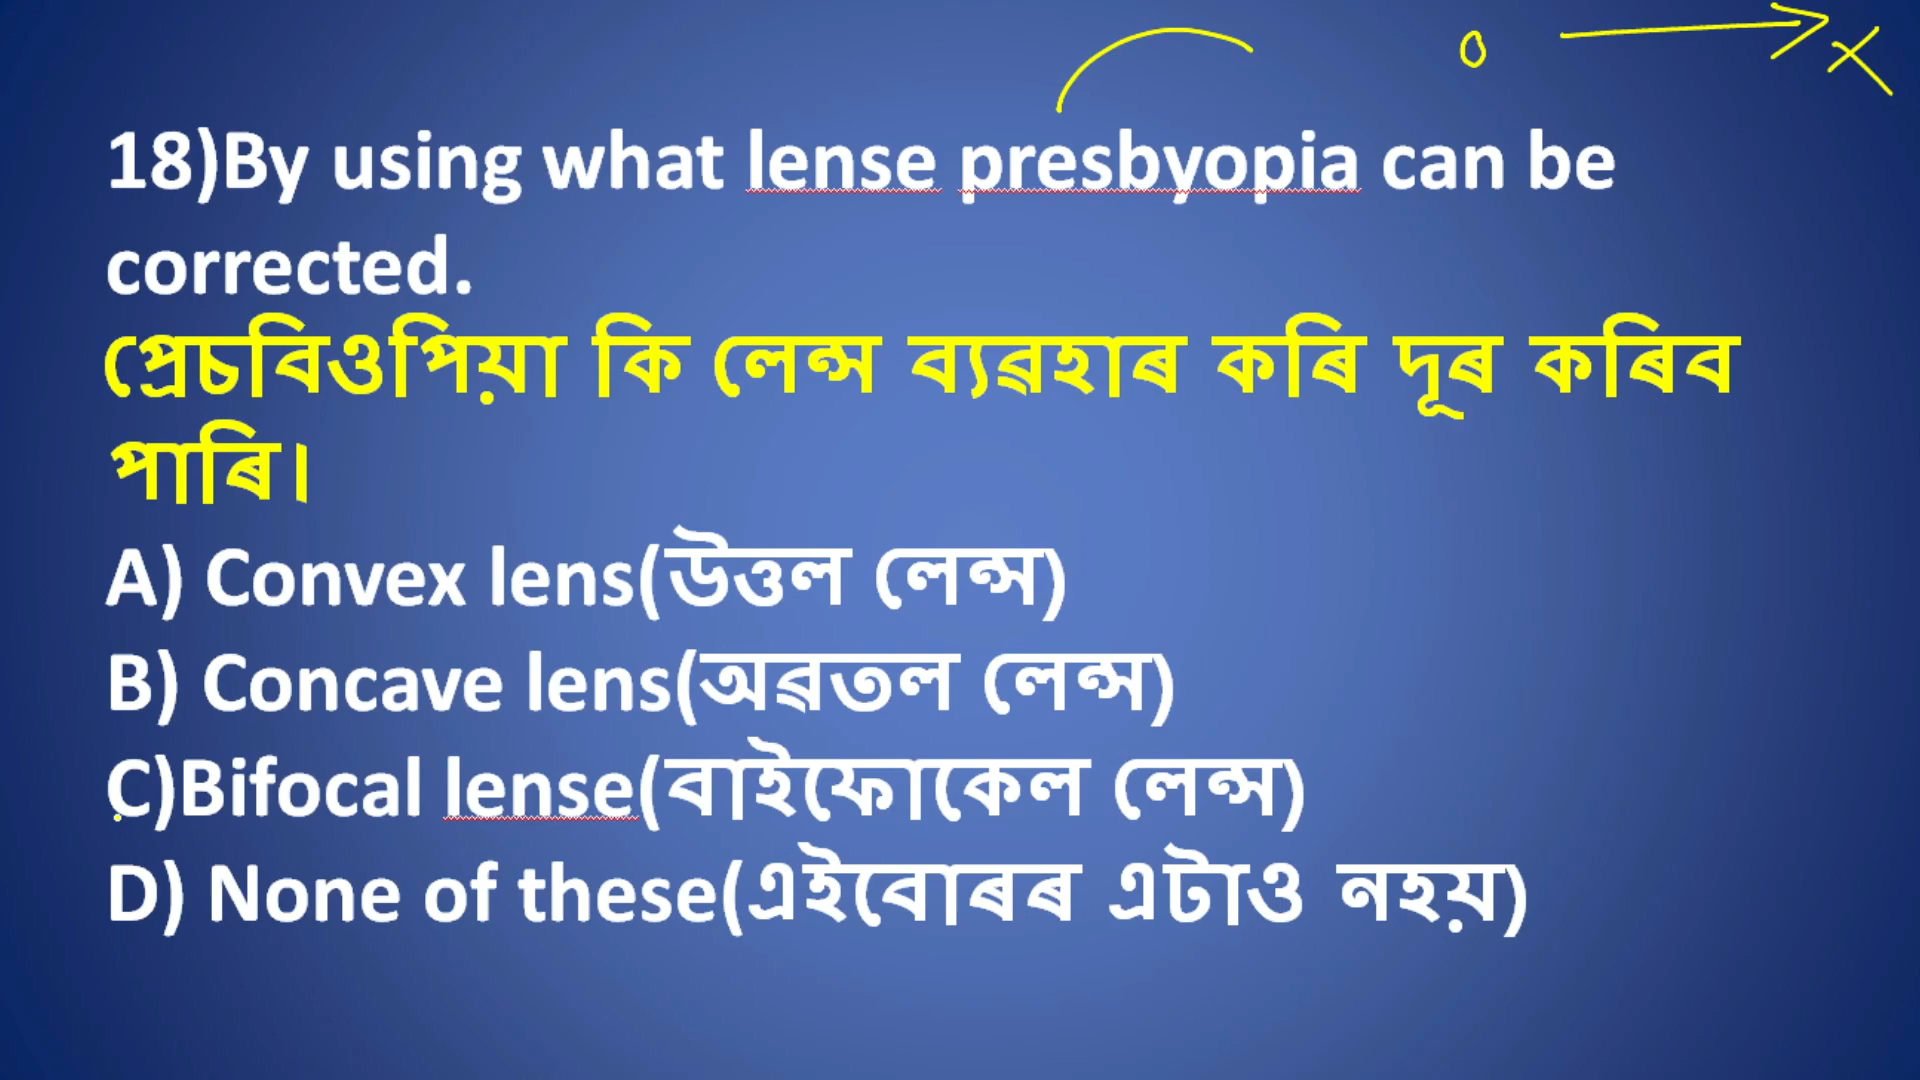 o x
18)By using what lense presbyopia can be
corrected.
প্ৰেচবিওপিয়া কি লেন্স ব্যৱহাৰ কৰি দূৰ কৰিব
পাৰি।
A) Convex lens(উত্তল লেন্স)
B) Concave lens(অৱতল লেন্স)
C)Bifocal lense(বাইফোকেল লেন্স)
D) None of these(এইবোৰৰ এটাও নহয়)